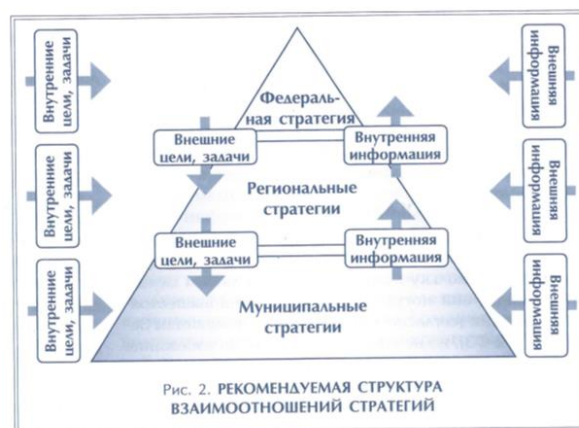 Внутренние
цели, задачи
Внешняя
информация
Федераль-
ная стратегия
Внешние
цели, задачи
Внутренняя
информация
Внутренние
цели, задачи
Региональные
стратегии
Внешняя
информация
Внешние
цели, задачи
Внутренняя
информация
Внутренние
цели, задачи
Муниципальные
стратегии
Внешняя
информация
Рис. 2. РЕКОМЕНДУЕМАЯ СТРУКТУРА
ВЗАИМООТНОШЕНИЙ СТРАТЕГИЙ